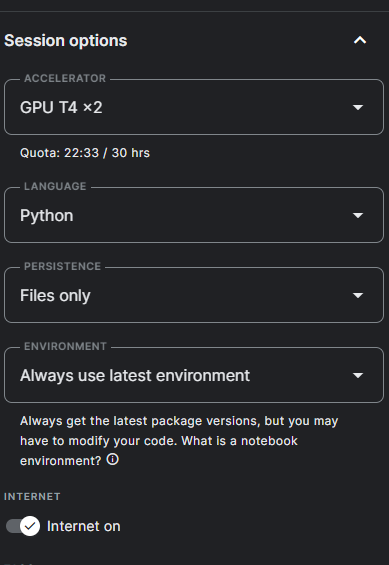 Session options
ACCELERATOR
GPU T4 ×2
Quota: 22:33 / 30 hrs
LANGUAGE
Python
PERSISTENCE
Files only
ENVIRONMENT
Always use latest environment
Always get the latest package versions, but you may
have to modify your code. What is a notebook
environment?
INTERNET
Internet on